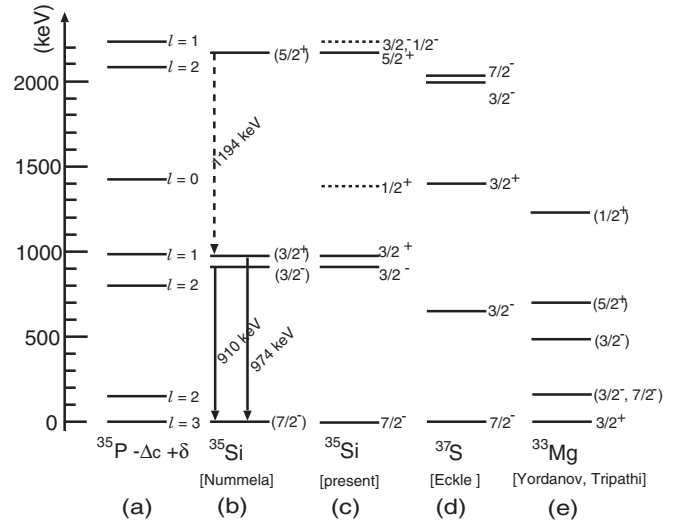 (keV)
2000
1500
1000
500
0
l = 1
l = 2
l = 0
l = 1
l = 2
l = 2
l = 3
(5/2⁺)
1194 keV
(3/2⁺)
(3/2⁻)
910 keV
974 keV
(7/2⁻)
3/2⁻,1/2⁻
5/2⁺
1/2⁺
3/2⁺
3/2⁻
7/2⁻
7/2⁻
3/2⁻
3/2⁺
3/2⁻
7/2⁻
(1/2⁺)
(5/2⁺)
(3/2⁻)
(3/2⁻, 7/2⁻)
3/2⁺
³⁵P -Δc +δ
³⁵Si
³⁵Si
³⁷S
³³Mg
[Nummela]
[present]
[Eckle ]
[Yordanov, Tripathi]
(a)
(b)
(c)
(d)
(e)